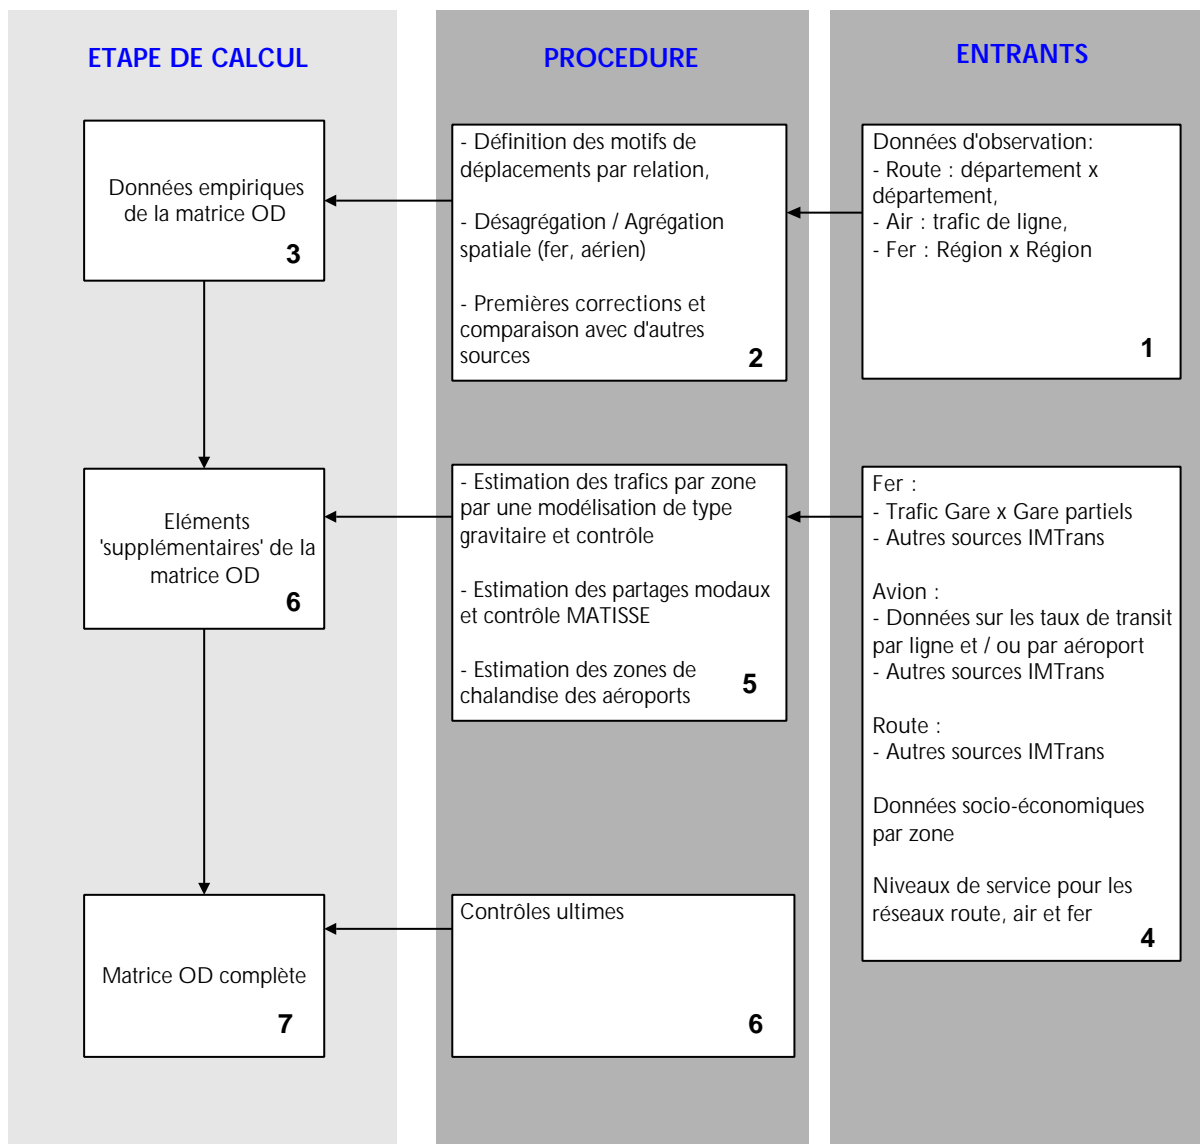 ETAPE DE CALCUL
PROCEDURE
ENTRANTS
Données empiriques
de la matrice OD
3
- Définition des motifs de
déplacements par relation,
- Désagrégation / Agrégation
spatiale (fer, aérien)
- Premières corrections et
comparaison avec d'autres
sources
2
Données d'observation:
- Route : département x
département,
- Air : trafic de ligne,
- Fer : Région x Région
1
Eléments
'supplémentaires' de la
matrice OD
6
- Estimation des trafics par zone
par une modélisation de type
gravitaire et contrôle
- Estimation des partages modaux
et contrôle MATISSE
- Estimation des zones de
chalandise des aéroports
5
Fer :
- Trafic Gare x Gare partiels
- Autres sources IMTrans
Avion :
- Données sur les taux de transit
par ligne et / ou par aéroport
- Autres sources IMTrans
Route :
- Autres sources IMTrans
Données socio-économiques
par zone
Niveaux de service pour les
réseaux route, air et fer
4
Matrice OD complète
7
Contrôles ultimes
6